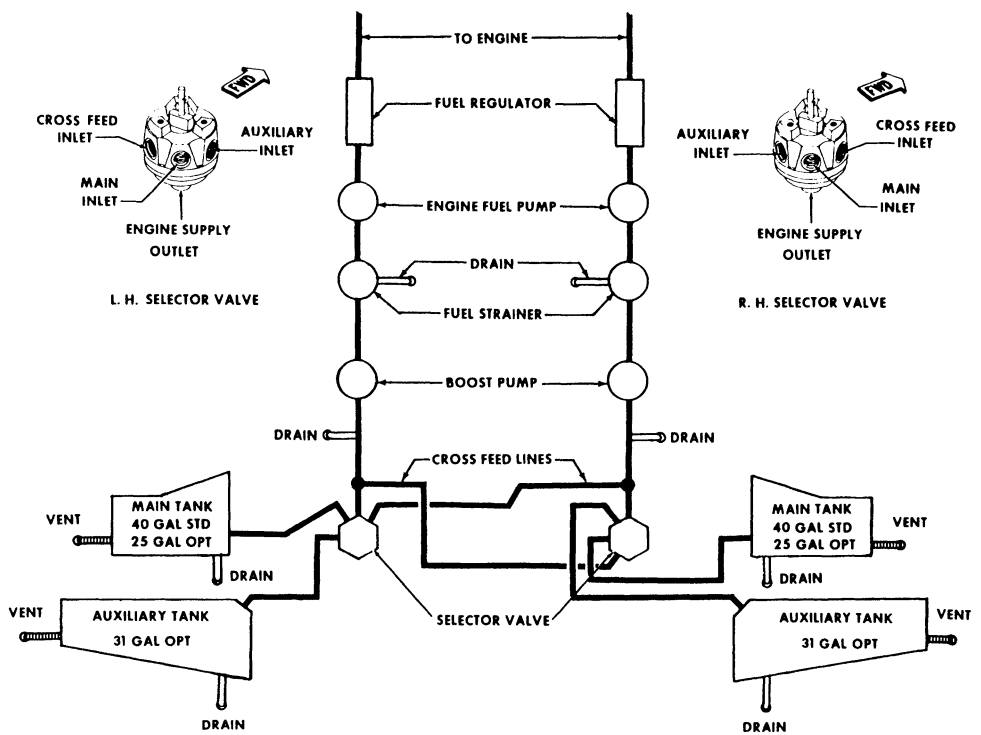 TO ENGINE
FWD
FWD
FUEL REGULATOR
CROSS FEED
INLET
AUXILIARY
INLET
MAIN
INLET
ENGINE SUPPLY
OUTLET
L. H. SELECTOR VALVE
AUXILIARY
INLET
CROSS FEED
INLET
MAIN
INLET
ENGINE SUPPLY
OUTLET
R. H. SELECTOR VALVE
ENGINE FUEL PUMP
DRAIN
FUEL STRAINER
BOOST PUMP
DRAIN
DRAIN
CROSS FEED LINES
VENT
MAIN TANK
40 GAL STD
25 GAL OPT
DRAIN
MAIN TANK
40 GAL STD
25 GAL OPT
VENT
DRAIN
VENT
AUXILIARY TANK
31 GAL OPT
DRAIN
SELECTOR VALVE
AUXILIARY TANK
31 GAL OPT
VENT
DRAIN